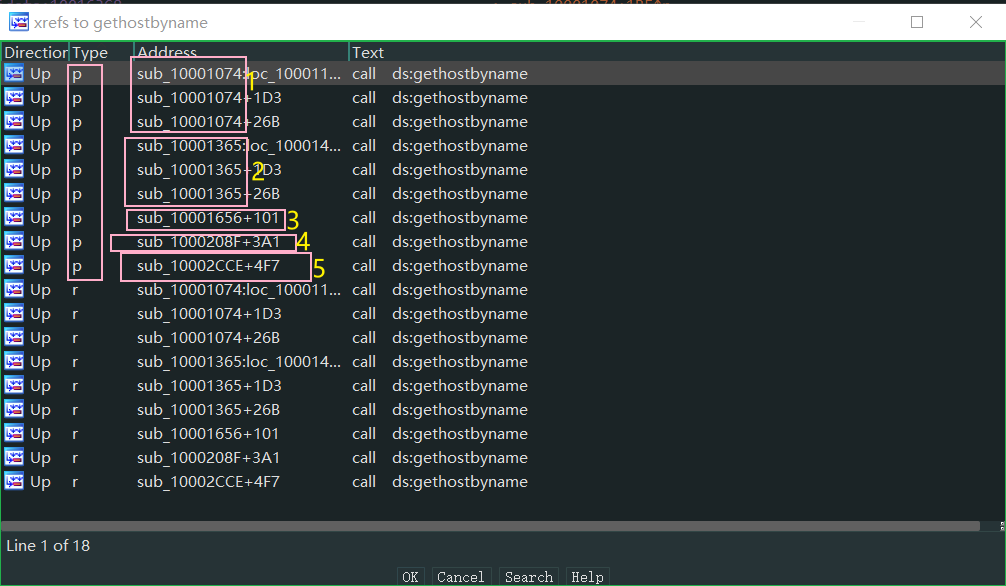 xrefs to gethostbyname
Direction Type Address Text
Up p sub_10001074:loc_100011... call ds:gethostbyname
1
Up p sub_10001074+1D3 call ds:gethostbyname
Up p sub_10001074+26B call ds:gethostbyname
Up p sub_10001365:loc_100014... call ds:gethostbyname
Up p sub_10001365+1D3 call ds:gethostbyname
2
Up p sub_10001365+26B call ds:gethostbyname
Up p sub_10001656+101 3 call ds:gethostbyname
Up p sub_1000208F+3A1 4 call ds:gethostbyname
Up p sub_10002CCE+4F7 5 call ds:gethostbyname
Up r sub_10001074:loc_100011... call ds:gethostbyname
Up r sub_10001074+1D3 call ds:gethostbyname
Up r sub_10001074+26B call ds:gethostbyname
Up r sub_10001365:loc_100014... call ds:gethostbyname
Up r sub_10001365+1D3 call ds:gethostbyname
Up r sub_10001365+26B call ds:gethostbyname
Up r sub_10001656+101 call ds:gethostbyname
Up r sub_1000208F+3A1 call ds:gethostbyname
Up r sub_10002CCE+4F7 call ds:gethostbyname
Line 1 of 18
OK Cancel Search Help